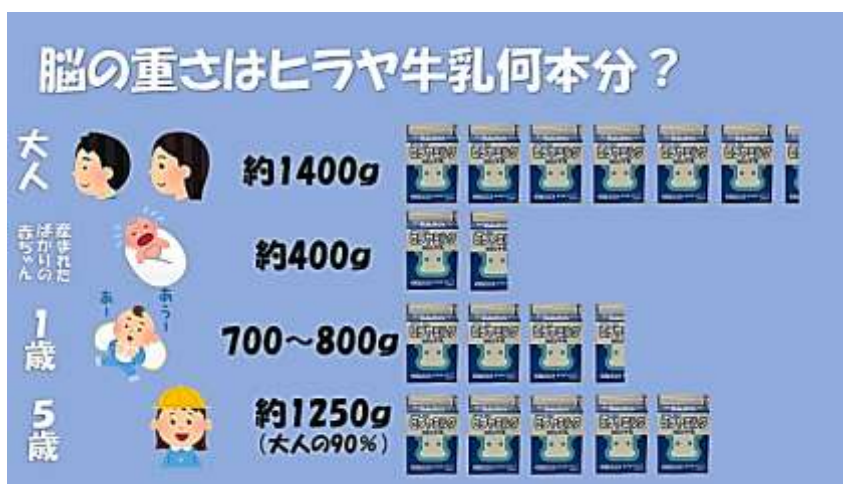 脳の重さはヒラヤ牛乳何本分？
大人
約1400g
産まれた
ばかりの
赤ちゃん
約400g
あー
あうー
1歳
700～800g
5歳
約1250g
(大人の90%)